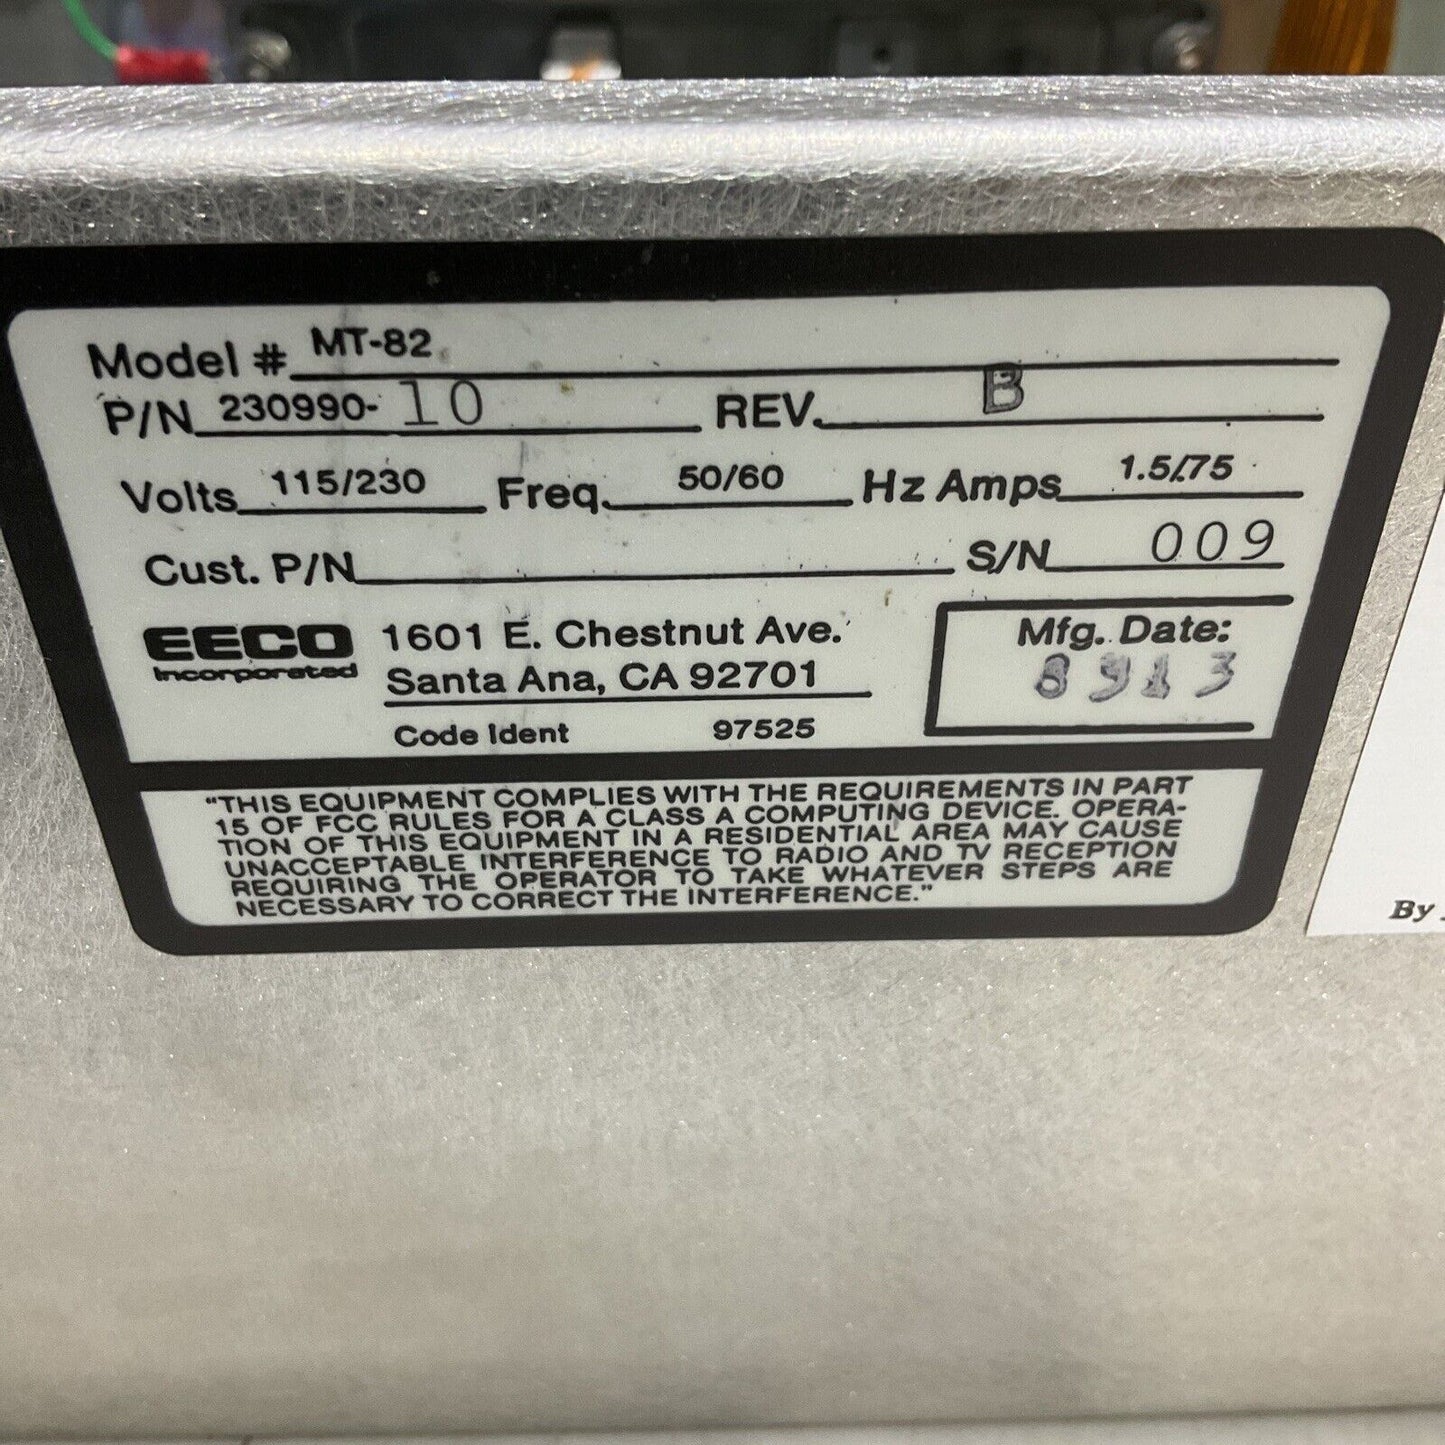 Model # MT-82
P/N 230990-10 REV. B
Volts 115/230 Freq. 50/60 Hz Amps 1.5/.75
Cust. P/N S/N 009
EECO
Incorporated
1601 E. Chestnut Ave.
Santa Ana, CA 92701
Code Ident 97525
Mfg. Date:
8913
"THIS EQUIPMENT COMPLIES WITH THE REQUIREMENTS IN PART
15 OF FCC RULES FOR A CLASS A COMPUTING DEVICE. OPERA-
TION OF THIS EQUIPMENT IN A RESIDENTIAL AREA MAY CAUSE
UNACCEPTABLE INTERFERENCE TO RADIO AND TV RECEPTION
REQUIRING THE OPERATOR TO TAKE WHATEVER STEPS ARE
NECESSARY TO CORRECT THE INTERFERENCE."
By